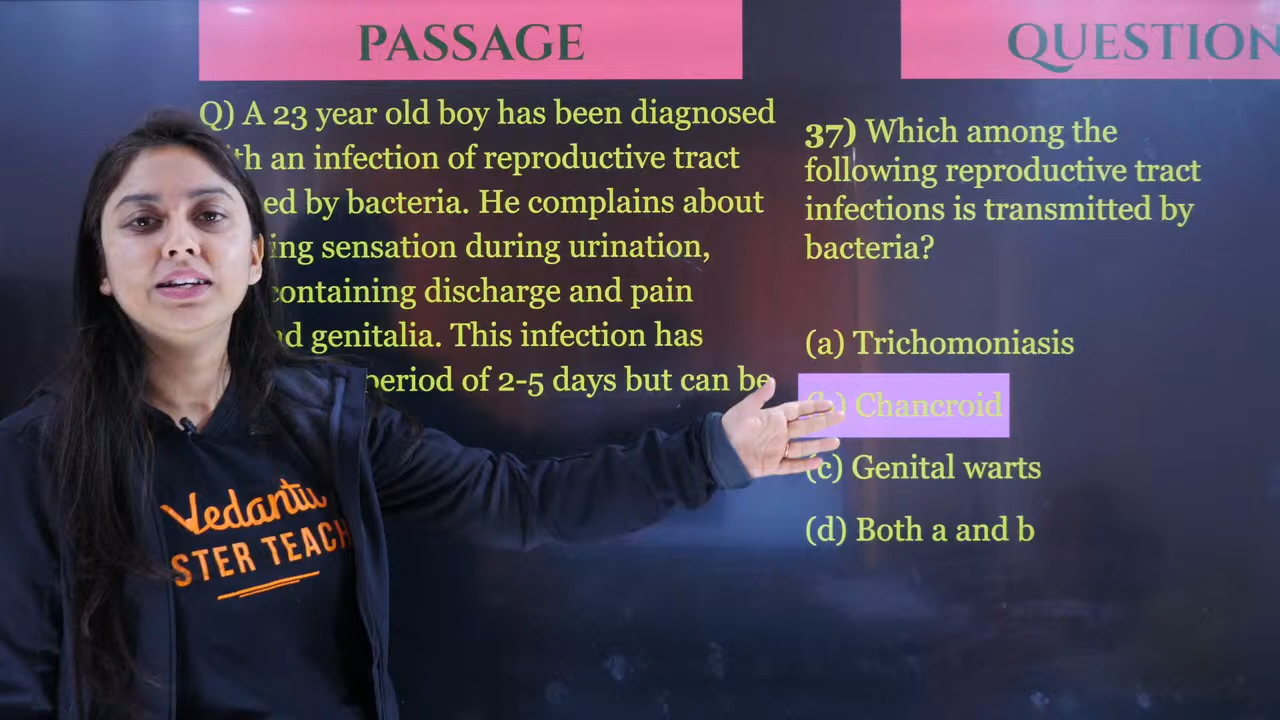 PASSAGE
QUESTION
Q) A 23 year old boy has been diagnosed
an infection of reproductive tract
by bacteria. He complains about
sensation during urination,
containing discharge and pain
genitalia. This infection has
period of 2-5 days but can be
37) Which among the
following reproductive tract
infections is transmitted by
bacteria?
(a) Trichomoniasis
(b) Chancroid
(c) Genital warts
(d) Both a and b
Vedantu
STER TEACH